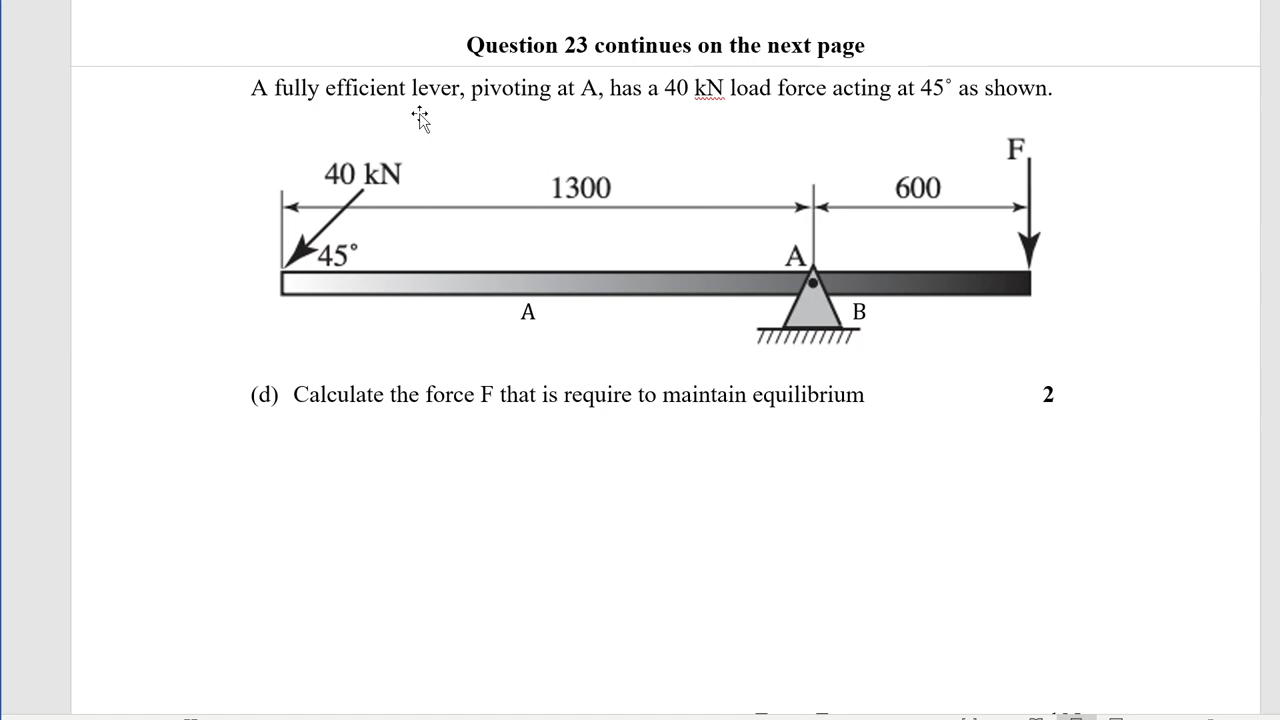 Question 23 continues on the next page
A fully efficient lever, pivoting at A, has a 40 kN load force acting at 45˚ as shown.
F
40 kN
1300
600
45°
A
A
B
(d) Calculate the force F that is require to maintain equilibrium 2